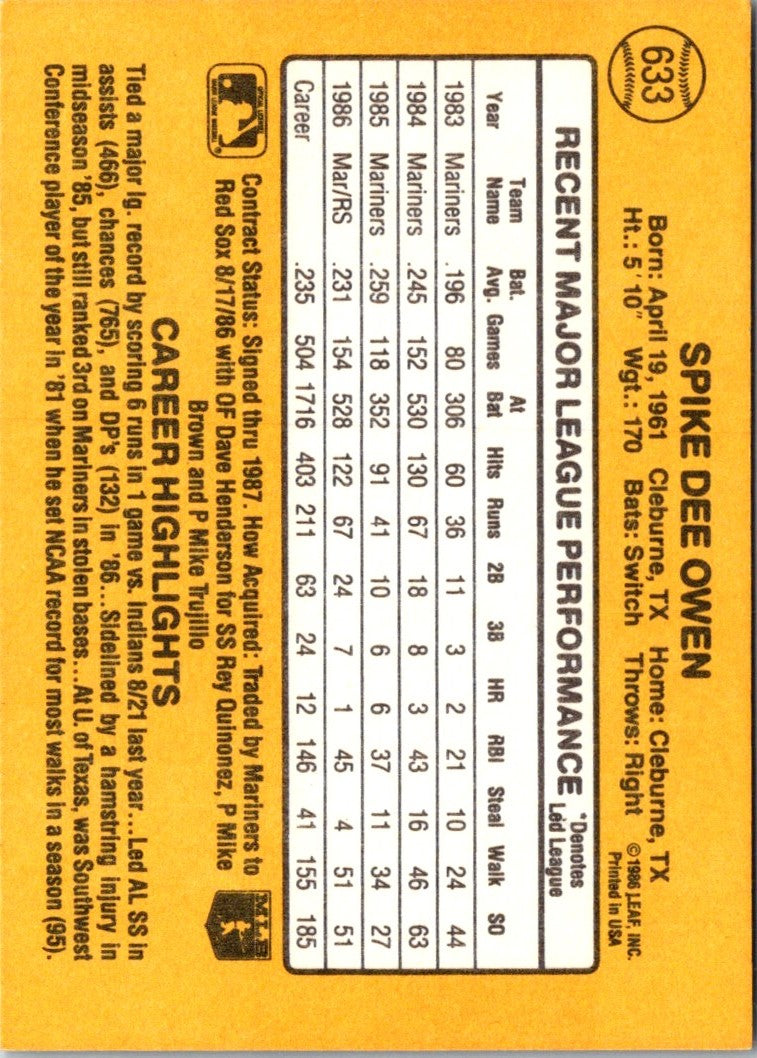 633
SPIKE DEE OWEN
Born: April 19, 1961 Cleburne, TX Home: Cleburne, TX
Ht.: 5' 10" Wgt.: 170 Bats: Switch Throws: Right
©1986 LEAF, INC.
Printed in USA
RECENT MAJOR LEAGUE PERFORMANCE
*Denotes
Led League
Year Team Name Bat. Avg. Games At Bat Hits Runs 2B 3B HR RBI Steal Walk SO
1983 Mariners .196 80 306 60 36 11 3 2 21 10 24 44
1984 Mariners .245 152 530 130 67 18 8 3 43 16 46 63
1985 Mariners .259 118 352 91 41 10 6 6 37 11 34 27
1986 Mar/RS .231 154 528 122 67 24 7 1 45 4 51 51
Career .235 504 1716 403 211 63 24 12 146 41 155 185
Contract Status: Signed thru 1987. How Acquired: Traded by Mariners to
Red Sox 8/17/86 with OF Dave Henderson for SS Rey Quinonez, P Mike
Brown and P Mike Trujillo
MLB
CAREER HIGHLIGHTS
Tied a major lg. record by scoring 6 runs in 1 game vs. Indians 8/21 last year...Led AL SS in
assists (466), chances (765), and DP's (132) in '86...Sidelined by a hamstring injury in
midseason '85, but still ranked 3rd on Mariners in stolen bases...At U. of Texas, was Southwest
Conference player of the year in '81 when he set NCAA record for most walks in a season (95).